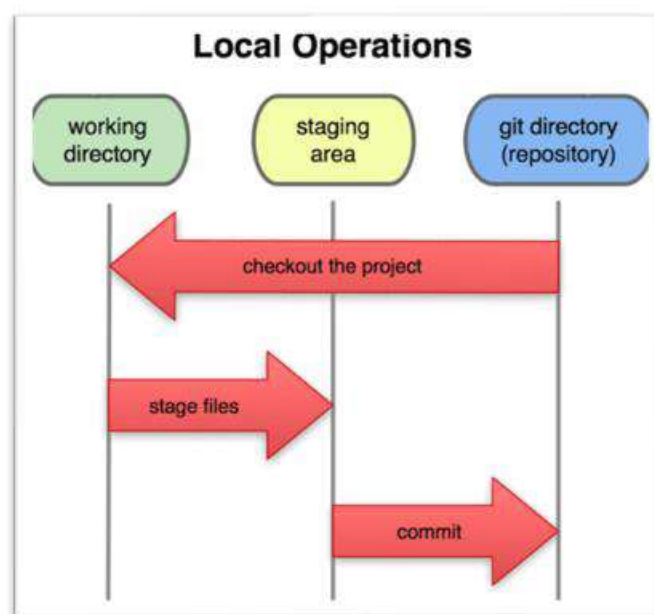 Local Operations
working
directory
staging
area
git directory
(repository)
checkout the project
stage files
commit